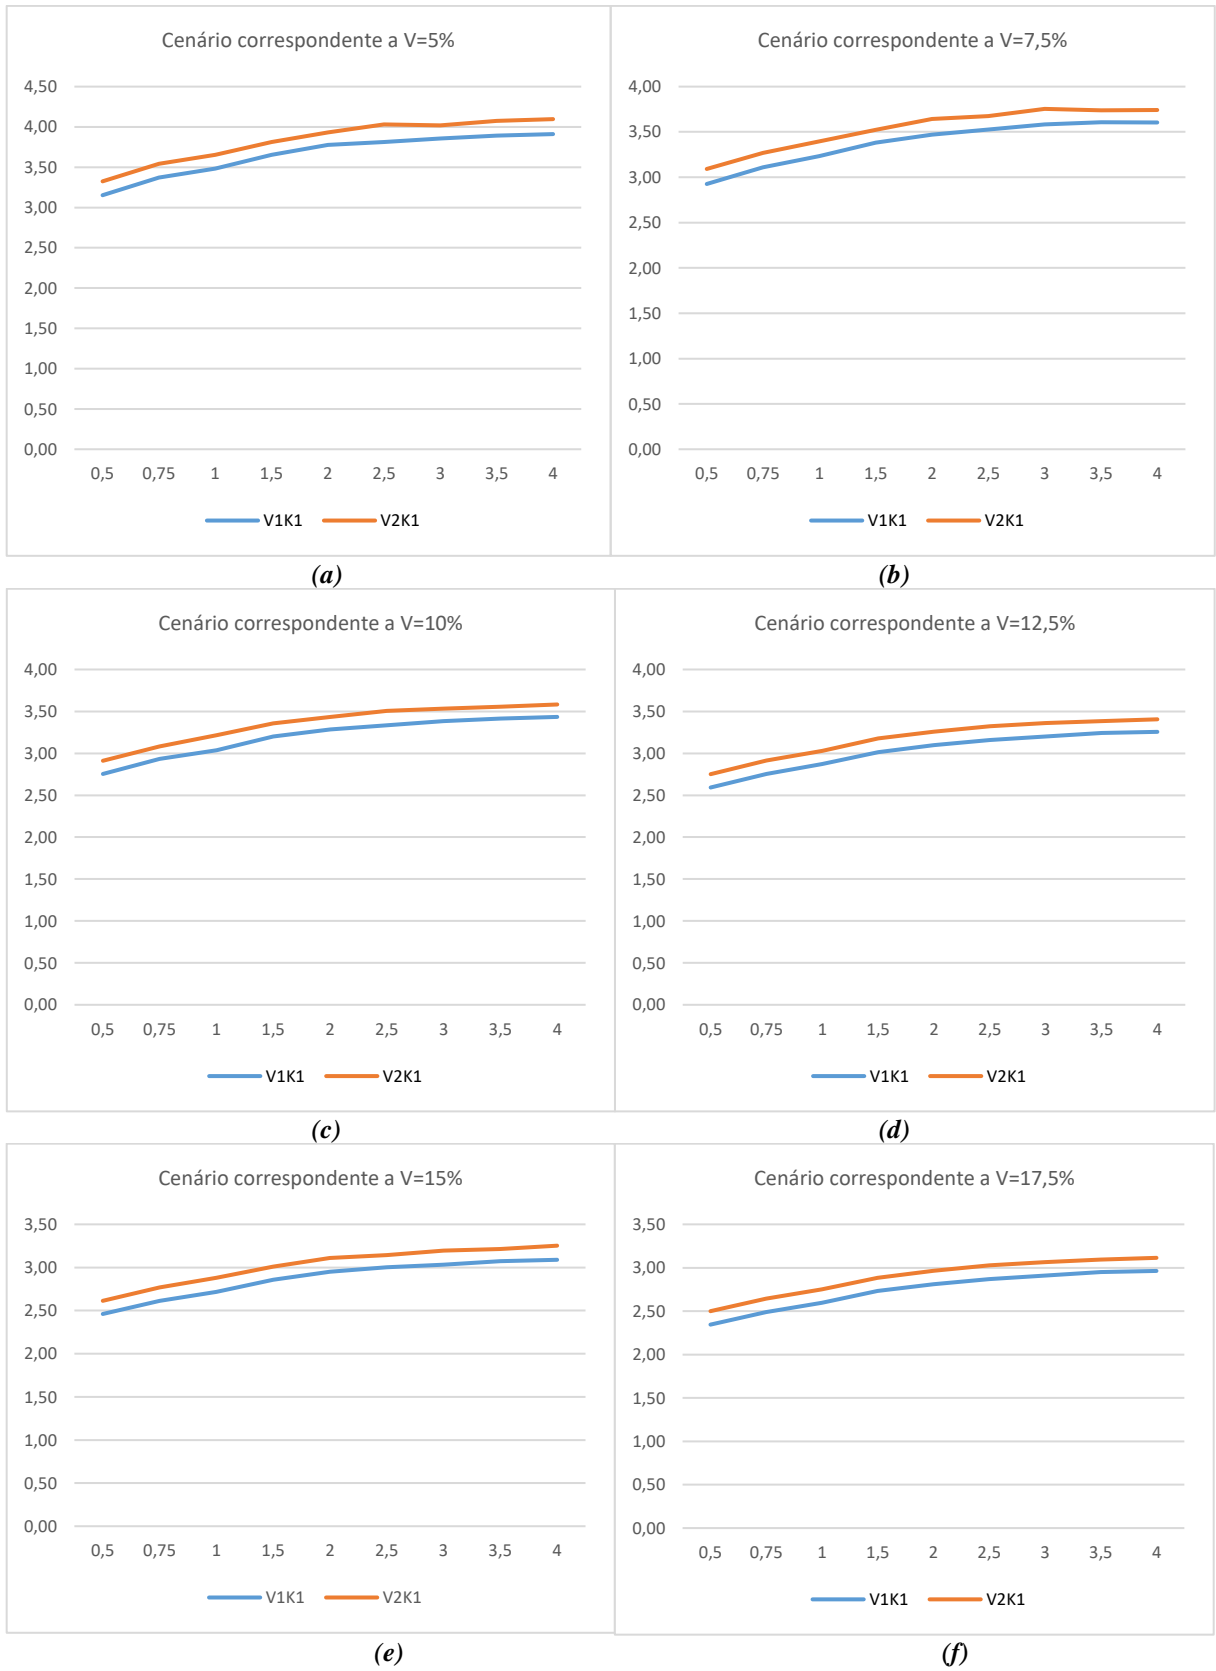 Cenário correspondente a V=5%
4,50
4,00
3,50
3,00
2,50
2,00
1,50
1,00
0,50
0,00
0,5 0,75 1 1,5 2 2,5 3 3,5 4
V1K1 V2K1
(a)
Cenário correspondente a V=7,5%
4,00
3,50
3,00
2,50
2,00
1,50
1,00
0,50
0,00
0,5 0,75 1 1,5 2 2,5 3 3,5 4
V1K1 V2K1
(b)
Cenário correspondente a V=10%
4,00
3,50
3,00
2,50
2,00
1,50
1,00
0,50
0,00
0,5 0,75 1 1,5 2 2,5 3 3,5 4
V1K1 V2K1
(c)
Cenário correspondente a V=12,5%
4,00
3,50
3,00
2,50
2,00
1,50
1,00
0,50
0,00
0,5 0,75 1 1,5 2 2,5 3 3,5 4
V1K1 V2K1
(d)
Cenário correspondente a V=15%
3,50
3,00
2,50
2,00
1,50
1,00
0,50
0,00
0,5 0,75 1 1,5 2 2,5 3 3,5 4
V1K1 V2K1
(e)
Cenário correspondente a V=17,5%
3,50
3,00
2,50
2,00
1,50
1,00
0,50
0,00
0,5 0,75 1 1,5 2 2,5 3 3,5 4
V1K1 V2K1
(f)